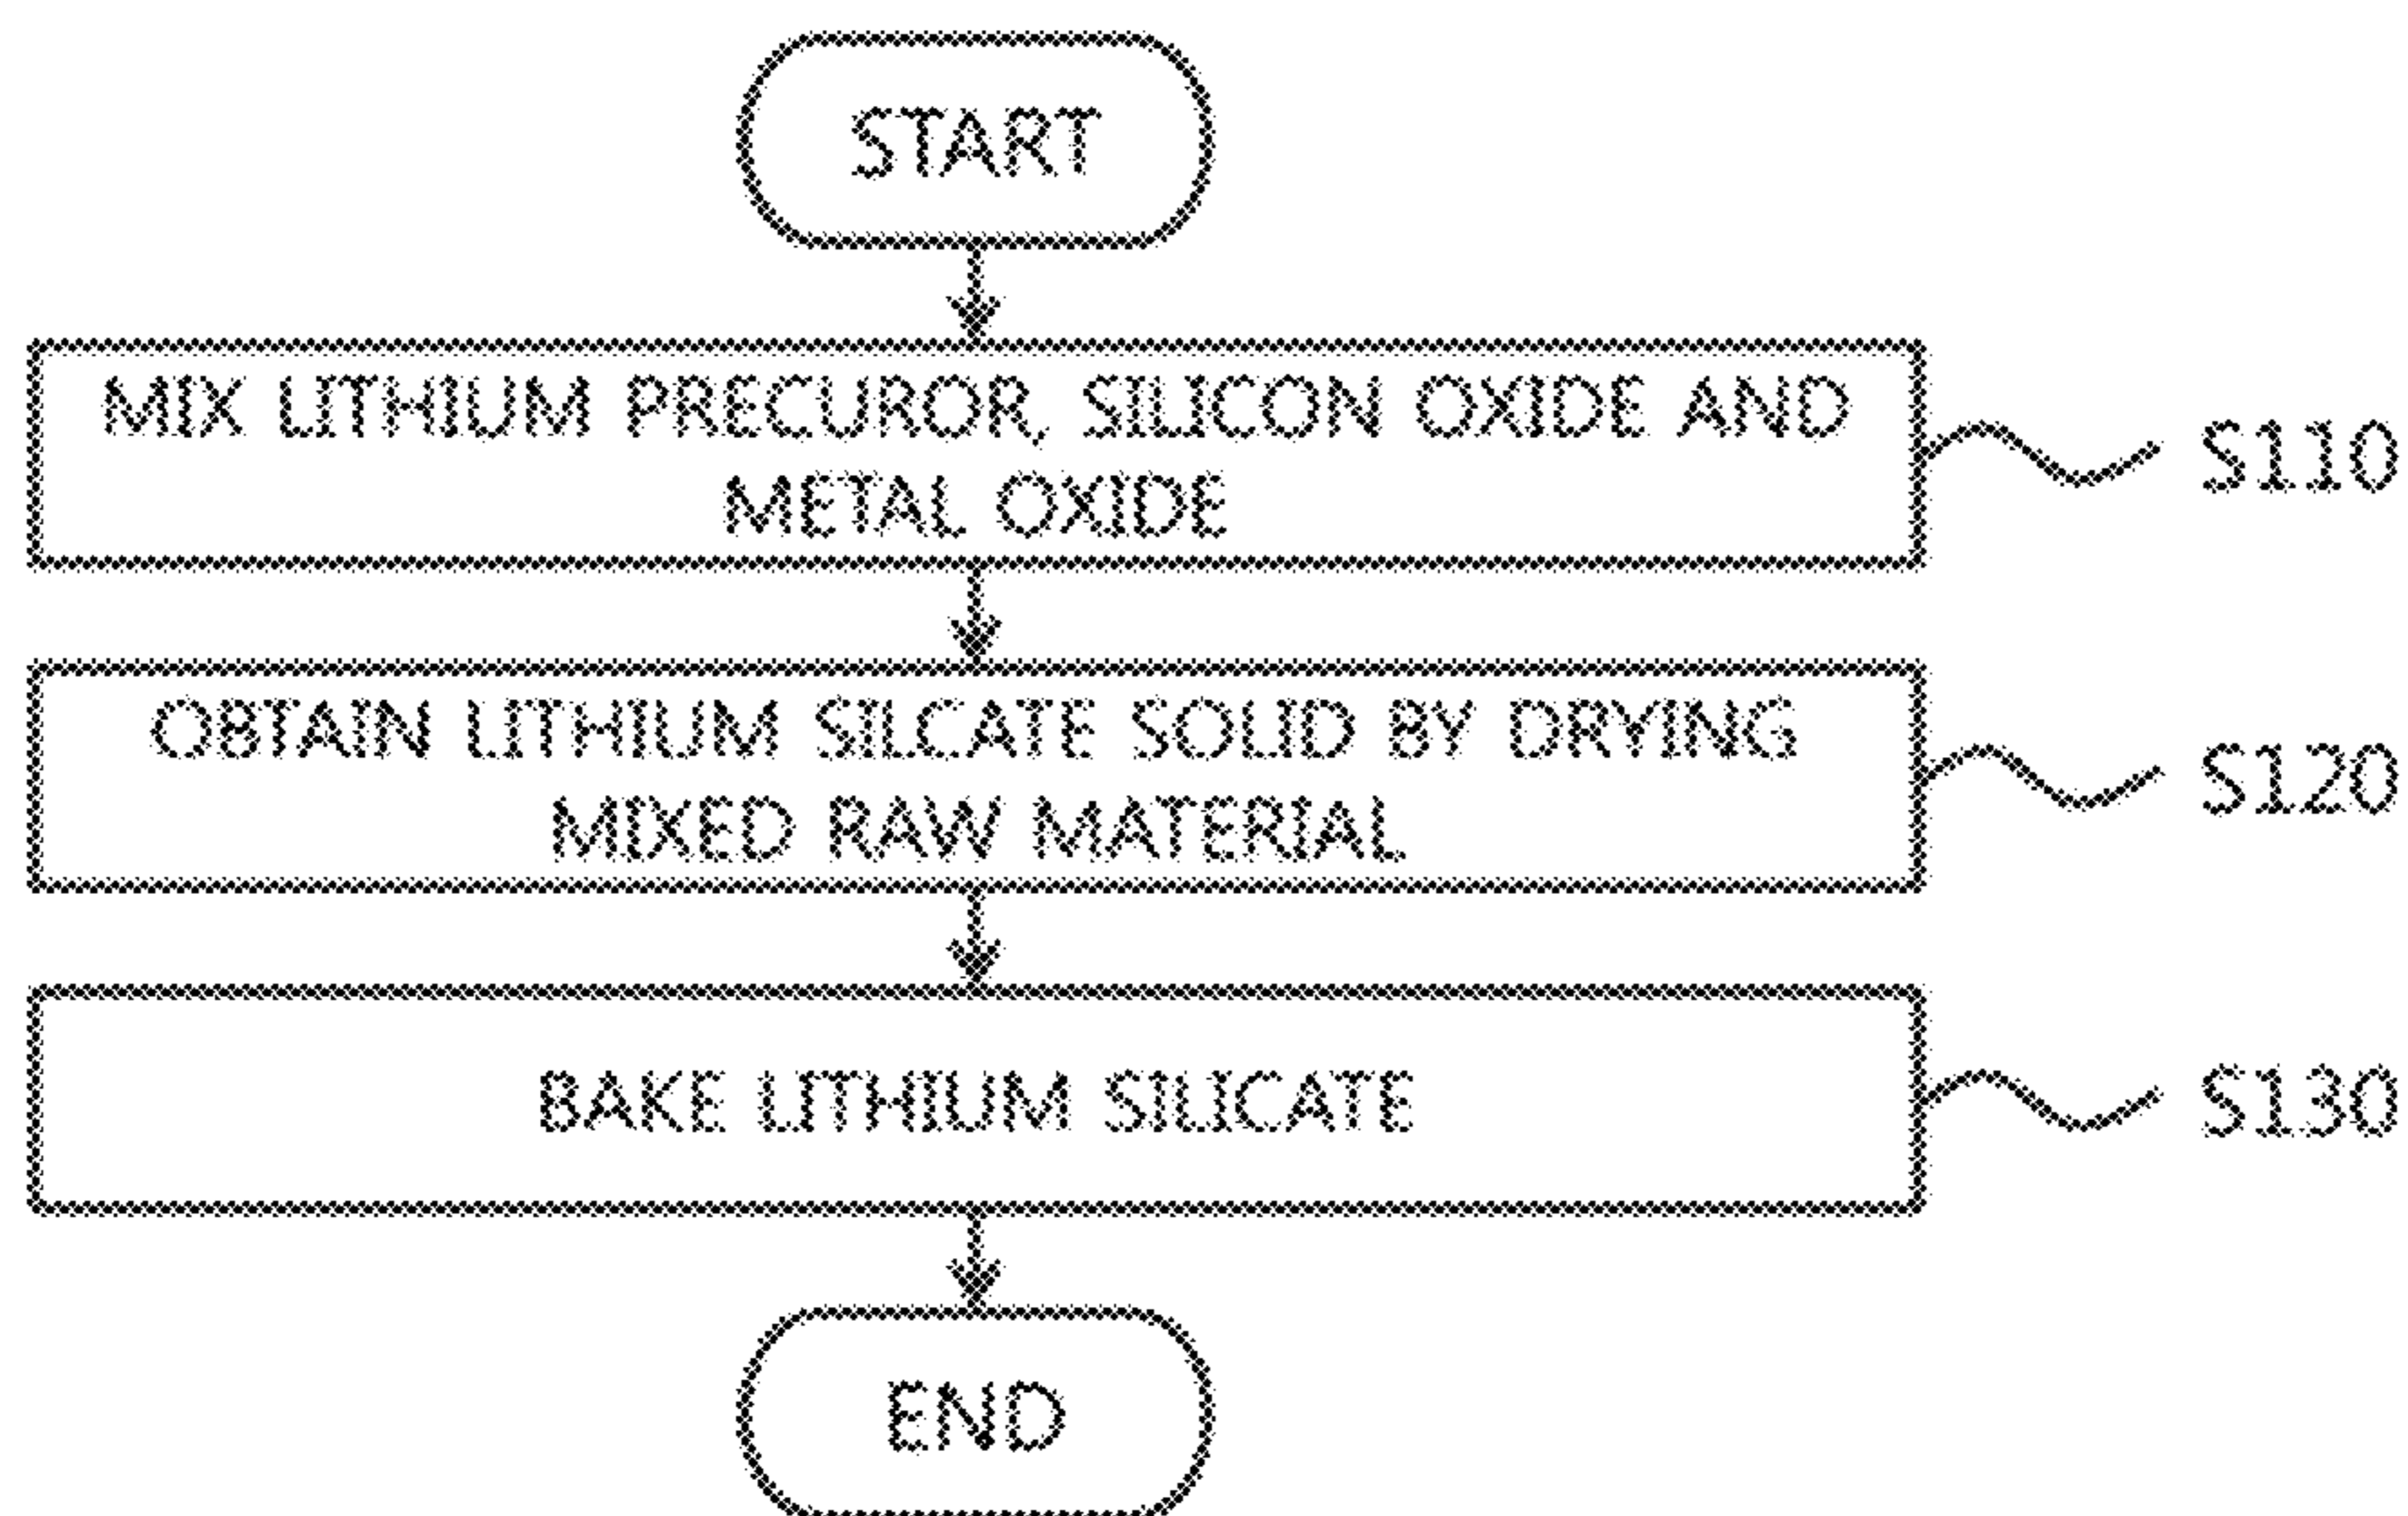 START
MIX LITHIUM PRECUROR, SILICON OXIDE AND
METAL OXIDE
S110
OBTAIN LITHIUM SILCATE SOLID BY DRYING
MIXED RAW MATERIAL
S120
BAKE LITHIUM SILICATE
S130
END